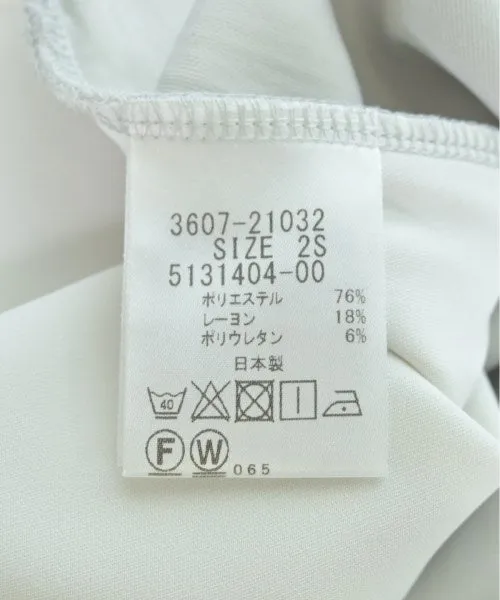 3607-21032
SIZE 2S
5131404-00
ポリエステル 76%
レーヨン 18%
ポリウレタン 6%
日本製
40
F W 065